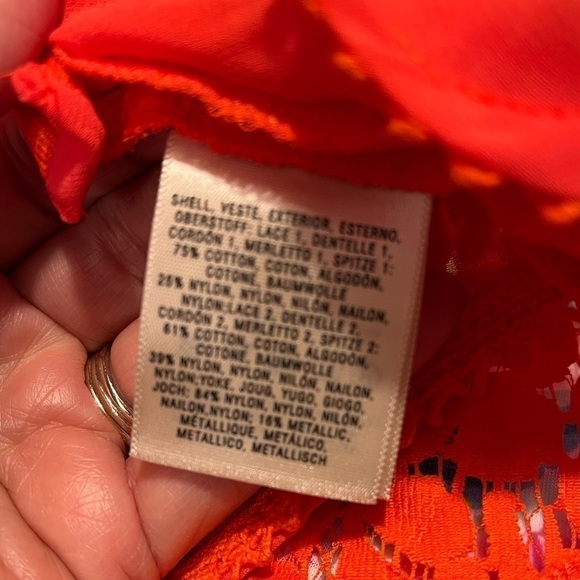 SHELL, VESTE, EXTERIOR, ESTERNO,
OBERSTOFF: LACE 1, DENTELLE 1,
CORDÓN 1, MERLETTO 1, SPITZE 1:
75% COTTON, COTON, ALGODÓN,
COTONE, BAUMWOLLE
25% NYLON, NYLON, NILÓN, NAILON,
NYLON;LACE 2, DENTELLE 2,
CORDÓN 2, MERLETTO 2, SPITZE 2:
61% COTTON, COTON, ALGODÓN,
COTONE, BAUMWOLLE
39% NYLON, NYLON, NILÓN, NAILON,
NYLON;YOKE, JOUG, YUGO, GIOGO,
JOCH: 84% NYLON, NYLON, NILÓN,
NAILON,NYLON; 16% METALLIC,
MÉTALLIQUE, METÁLICO,
METALLICO, METALLISCH